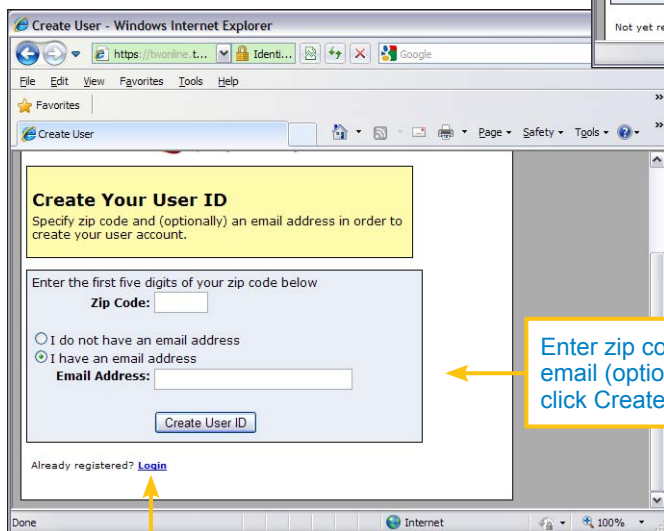 Not yet re
Create User - Windows Internet Explorer
https://twonline.t... Identi... Google
File Edit View Favorites Tools Help
Favorites
Create User Page Safety Tools
Create Your User ID
Specify zip code and (optionally) an email address in order to
create your user account.
Enter the first five digits of your zip code below
Zip Code:
I do not have an email address
I have an email address
Email Address:
Create User ID
Already registered? Login
Enter zip co
email (optio
click Create
Done Internet 100%